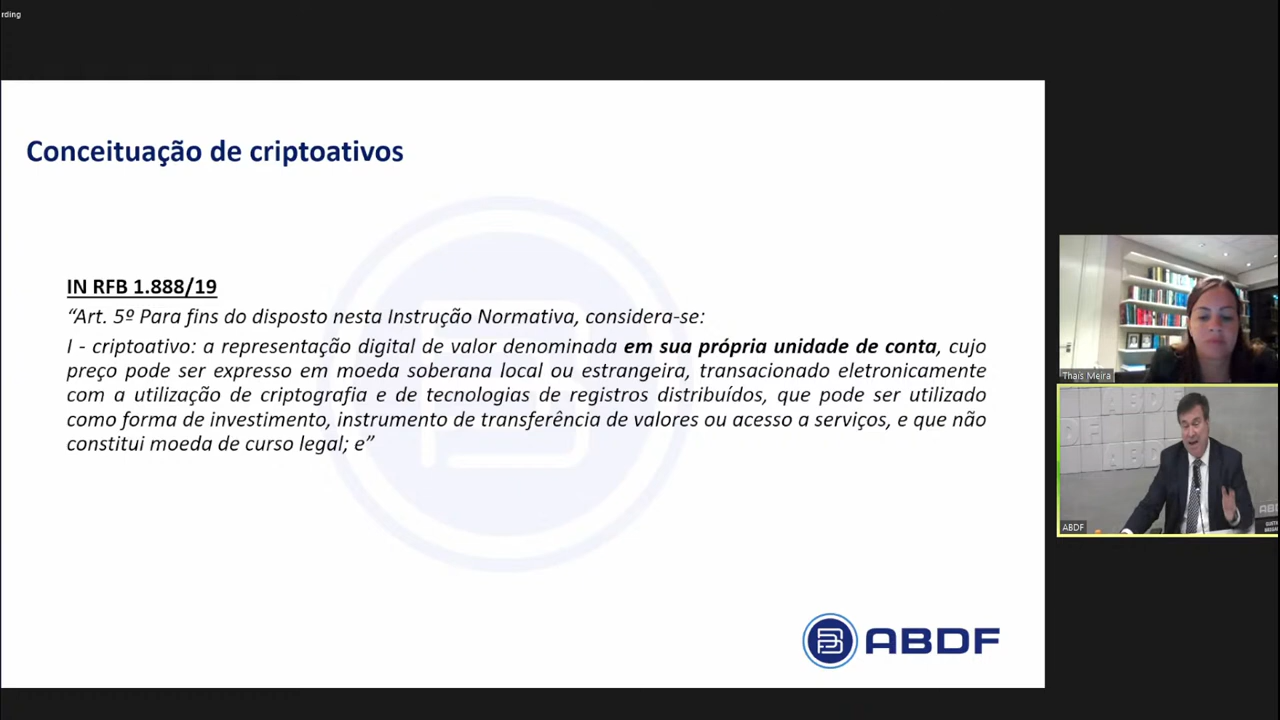 rding
Conceituação de criptoativos
IN RFB 1.888/19
“Art. 5º Para fins do disposto nesta Instrução Normativa, considera-se:
I - criptoativo: a representação digital de valor denominada em sua própria unidade de conta, cujo
preço pode ser expresso em moeda soberana local ou estrangeira, transacionado eletronicamente
com a utilização de criptografia e de tecnologias de registros distribuídos, que pode ser utilizado
como forma de investimento, instrumento de transferência de valores ou acesso a serviços, e que não
constitui moeda de curso legal; e”
ABDF
Thais Meira
ABDF
DF
ABD
ABDF